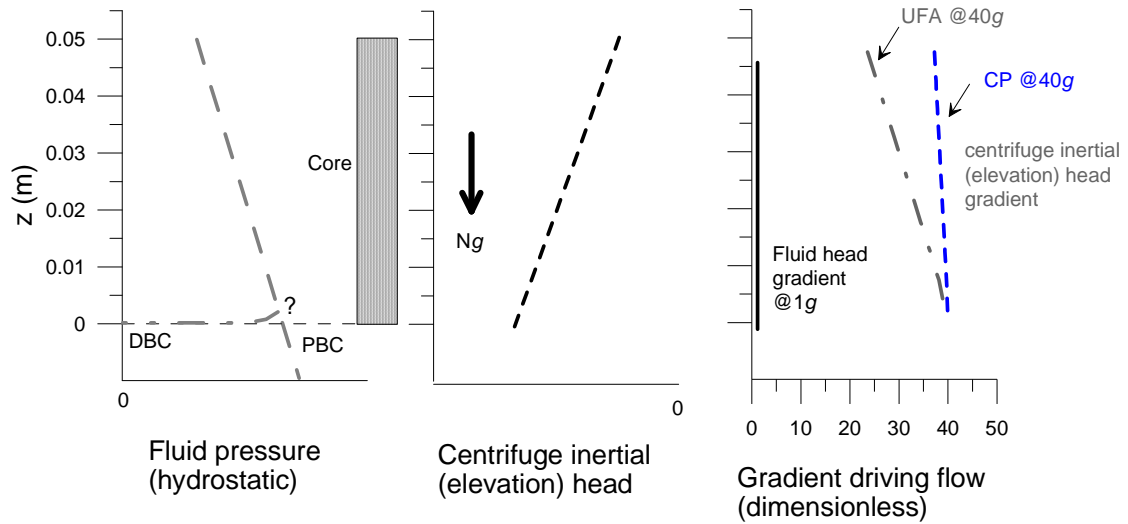 0.05
0.04
0.03
0.02
0.01
0
z (m)
DBC
PBC
?
0
Core
Fluid pressure
(hydrostatic)
Ng
0
Centrifuge inertial
(elevation) head
UFA @40g
CP @40g
centrifuge inertial
(elevation) head
gradient
Fluid head
gradient
@1g
0 10 20 30 40 50
Gradient driving flow
(dimensionless)